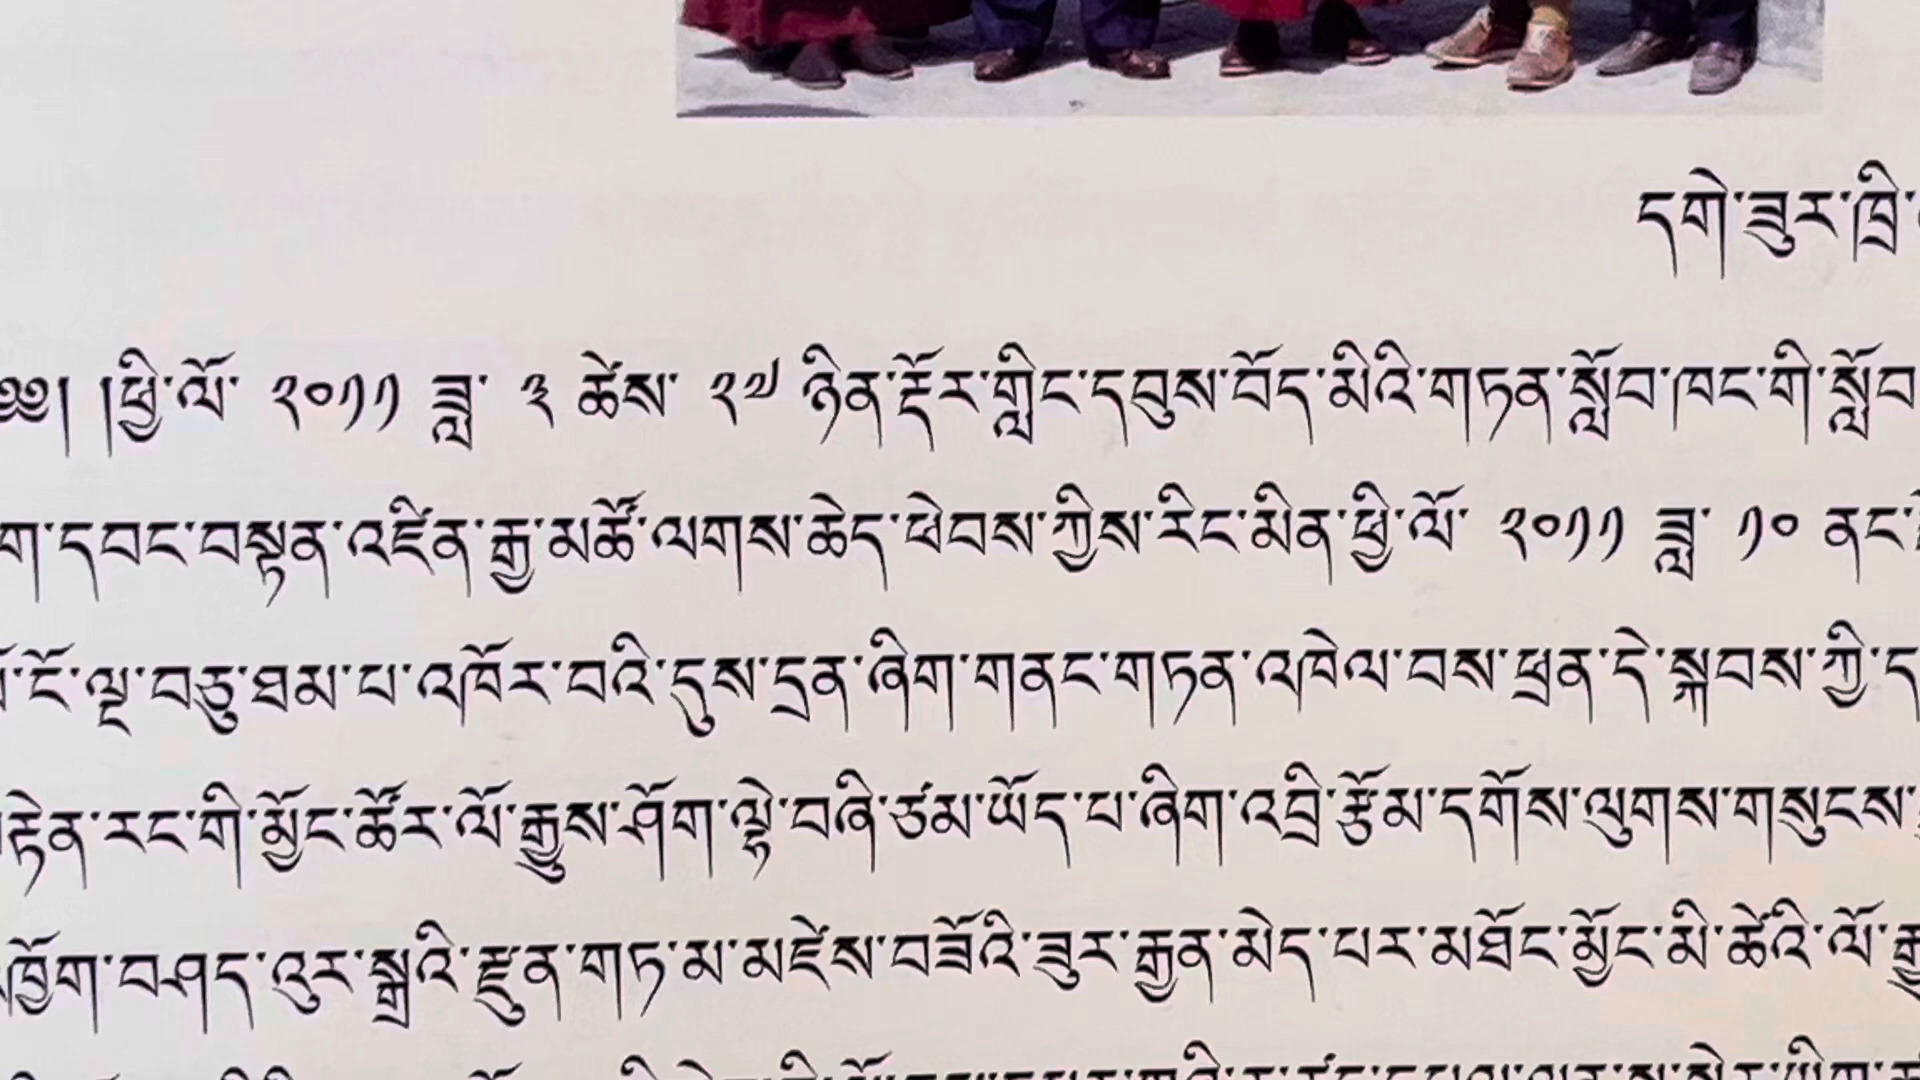 དགེ་ཟུར་ཁྲི་
༄༅། །ཕྱི་ལོ་ ༢༠༡༡ ཟླ་ ༣ ཚེས་ ༢༧ ཉིན་རྡོར་གླིང་དབུས་བོད་མིའི་གཏན་སློབ་ཁང་གི་སློབ
ག་དབང་བསྟན་འཛིན་རྒྱ་མཚོ་ལགས་ཆེད་ཕེབས་ཀྱིས་རིང་མིན་ཕྱི་ལོ་ ༢༠༡༡ ཟླ་ ༡༠ ནང་
ངོ་ལྔ་བཅུ་ཐམ་པ་འཁོར་བའི་དུས་དྲན་ཞིག་གནང་གཏན་འཁེལ་བས་ཕྲན་དེ་སྐབས་ཀྱི་ད
རྟེན་རང་གི་མྱོང་ཚོར་ལོ་རྒྱུས་ཤོག་ལྷེ་བཞི་ཙམ་ཡོད་པ་ཞིག་འབྲི་རྩོམ་དགོས་ལུགས་གསུངས་
ཁྱོག་བཤད་འུར་སྒྲའི་རྫུན་གཏམ་མཛེས་བཟོའི་ཟུར་རྒྱན་མེད་པར་མཐོང་མྱོང་མི་ཚེའི་ལོ་རྒྱ